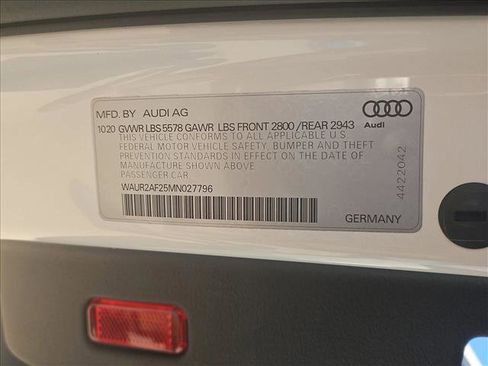 MFD. BY AUDI AG
Audi
10 20 GVWR LBS 5578 GAWR LBS FRONT 2800 / REAR 2943
THIS VEHICLE CONFORMS TO ALL APPLICABLE U.S.
FEDERAL MOTOR VEHICLE SAFETY, BUMPER AND THEFT
PREVENTION STANDARDS IN EFFECT ON THE DATE
OF MANUFACTURE SHOWN ABOVE
PASSENGER CAR
WAUR2AF25MN027796
4422042
GERMANY